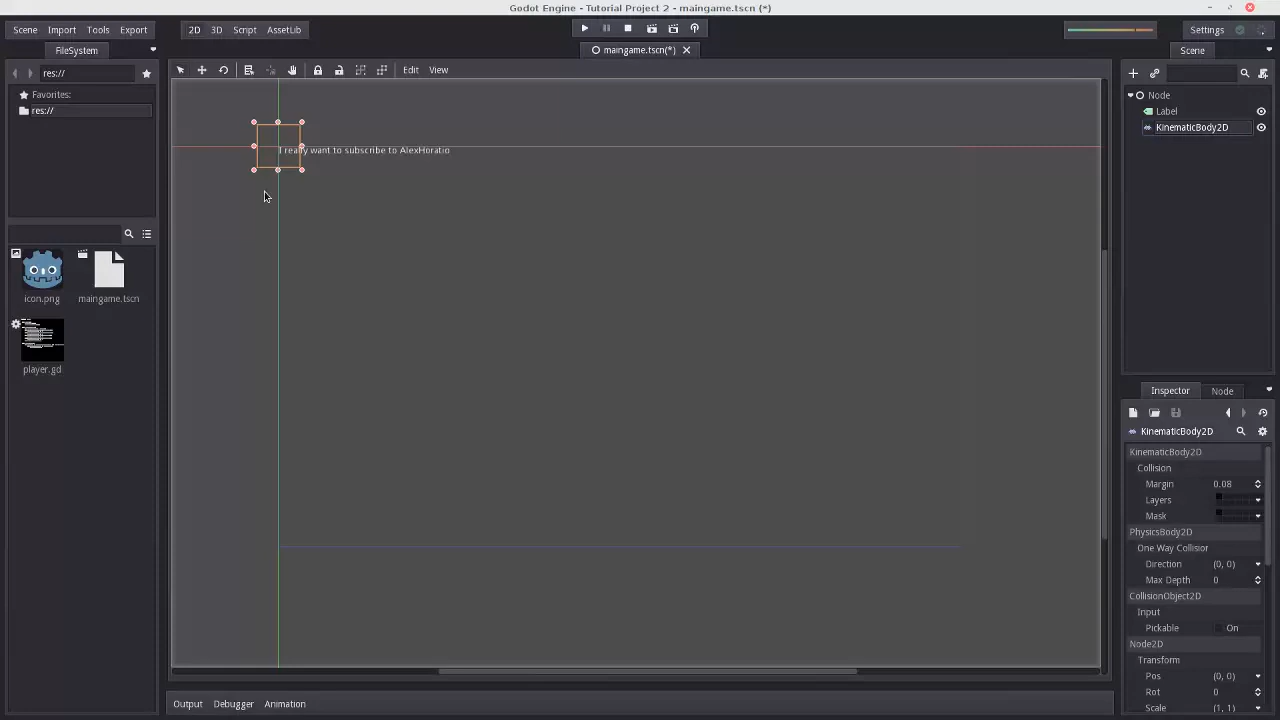 Godot Engine - Tutorial Project 2 - maingame.tscn (*)
Scene Import Tools Export 2D 3D Script AssetLib Settings
FileSystem maingame.tscn(*) Scene
res:// Edit View
Favorites:
res://
Node
Label
KinematicBody2D
I really want to subscribe to AlexHoratio
icon.png maingame.tscn
player.gd
Inspector Node
KinematicBody2D
KinematicBody2D
Collision
Margin 0.08
Layers
Mask
PhysicsBody2D
One Way Collisior
Direction (0, 0)
Max Depth 0
CollisionObject2D
Input
Pickable On
Node2D
Transform
Pos (0, 0)
Rot 0
Scale (1, 1)
Output Debugger Animation